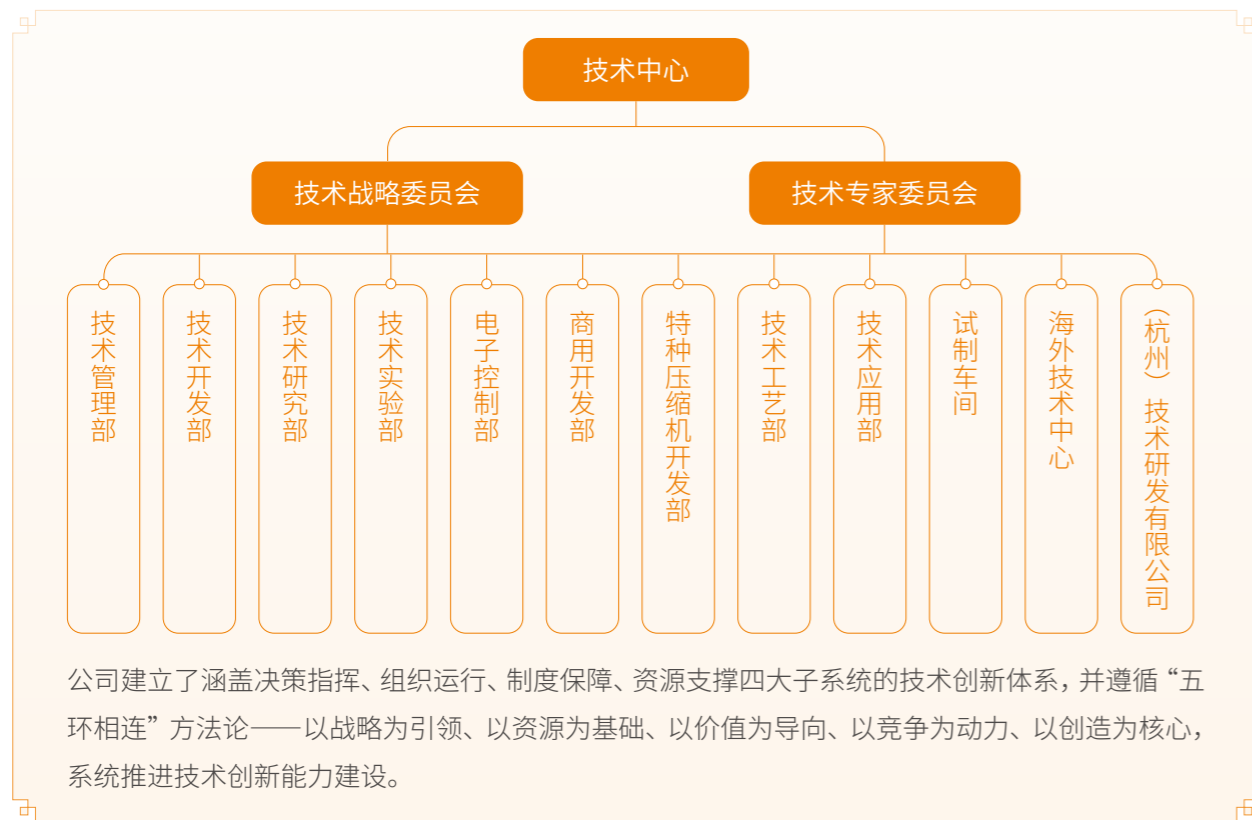 技术中心
技术战略委员会
技术专家委员会
技术管理部
技术开发部
技术研究部
技术实验部
电子控制部
商用开发部
特种压缩机开发部
技术工艺部
技术应用部
试制车间
海外技术中心
（杭州）技术研发有限公司
公司建立了涵盖决策指挥、组织运行、制度保障、资源支撑四大子系统的技术创新体系，并遵循“五
环相连”方法论——以战略为引领、以资源为基础、以价值为导向、以竞争为动力、以创造为核心，
系统推进技术创新能力建设。